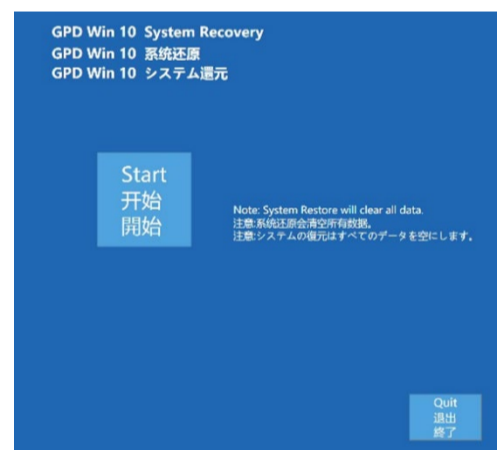 GPD Win 10 System Recovery
GPD Win 10 系统还原
GPD Win 10 システム還元
Start
开始
開始
Note: System Restore will clear all data.
注意:系统还原会清空所有数据。
注意:システムの復元はすべてのデータを空にします。
Quit
退出
終了